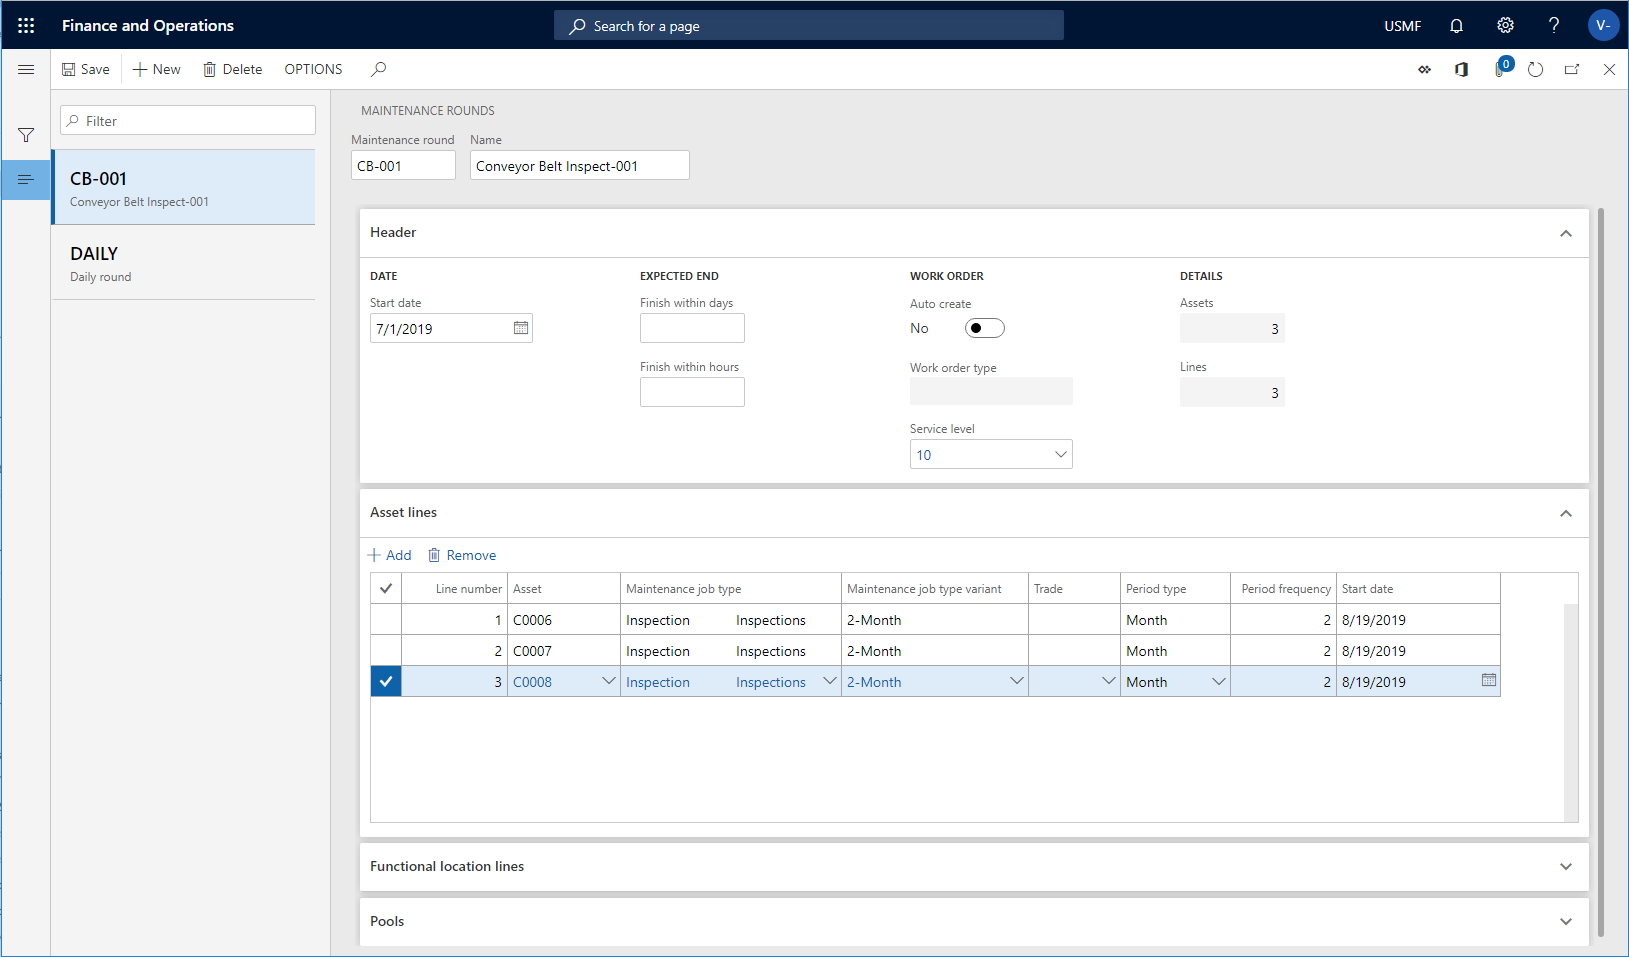 Finance and Operations
Search for a page
USMF
?
V-
Save
New
Delete
OPTIONS
0
Filter
CB-001
Conveyor Belt Inspect-001
DAILY
Daily round
MAINTENANCE ROUNDS
Maintenance round Name
CB-001 Conveyor Belt Inspect-001
Header
DATE EXPECTED END WORK ORDER DETAILS
Start date Finish within days Auto create Assets
7/1/2019 No 3
Finish within hours Work order type Lines
3
Service level
10
Asset lines
Add Remove
Line number Asset Maintenance job type Maintenance job type variant Trade Period type Period frequency Start date
1 C0006 Inspection Inspections 2-Month Month 2 8/19/2019
2 C0007 Inspection Inspections 2-Month Month 2 8/19/2019
3 C0008 Inspection Inspections 2-Month Month 2 8/19/2019
Functional location lines
Pools